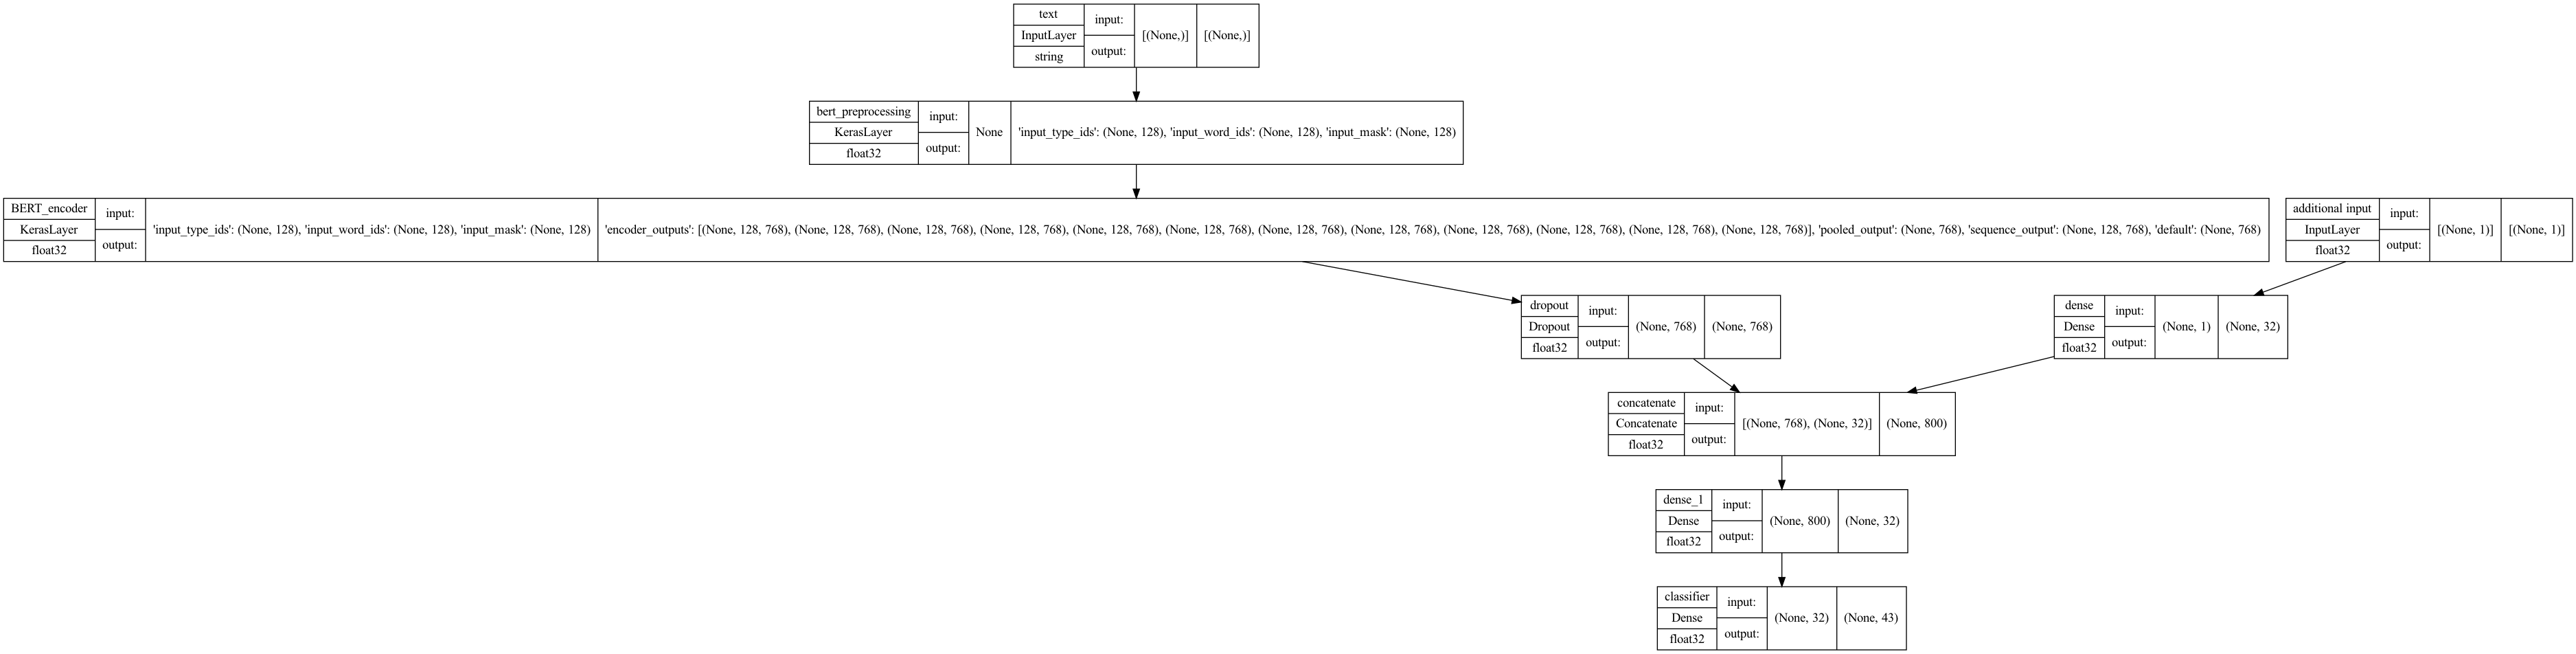 text
InputLayer
string
input:
output:
[(None,)]
[(None,)]
bert_preprocessing
KerasLayer
float32
input:
output:
None
'input_type_ids': (None, 128), 'input_word_ids': (None, 128), 'input_mask': (None, 128)
BERT_encoder
KerasLayer
float32
input:
output:
'input_type_ids': (None, 128), 'input_word_ids': (None, 128), 'input_mask': (None, 128)
'encoder_outputs': [(None, 128, 768), (None, 128, 768), (None, 128, 768), (None, 128, 768), (None, 128, 768), (None, 128, 768), (None, 128, 768), (None, 128, 768), (None, 128, 768), (None, 128, 768), (None, 128, 768), (None, 128, 768)], 'pooled_output': (None, 768), 'sequence_output': (None, 128, 768), 'default': (None, 768)
additional input
InputLayer
float32
input:
output:
[(None, 1)]
[(None, 1)]
dropout
Dropout
float32
input:
output:
(None, 768)
(None, 768)
dense
Dense
float32
input:
output:
(None, 1)
(None, 32)
concatenate
Concatenate
float32
input:
output:
[(None, 768), (None, 32)]
(None, 800)
dense_1
Dense
float32
input:
output:
(None, 800)
(None, 32)
classifier
Dense
float32
input:
output:
(None, 32)
(None, 43)